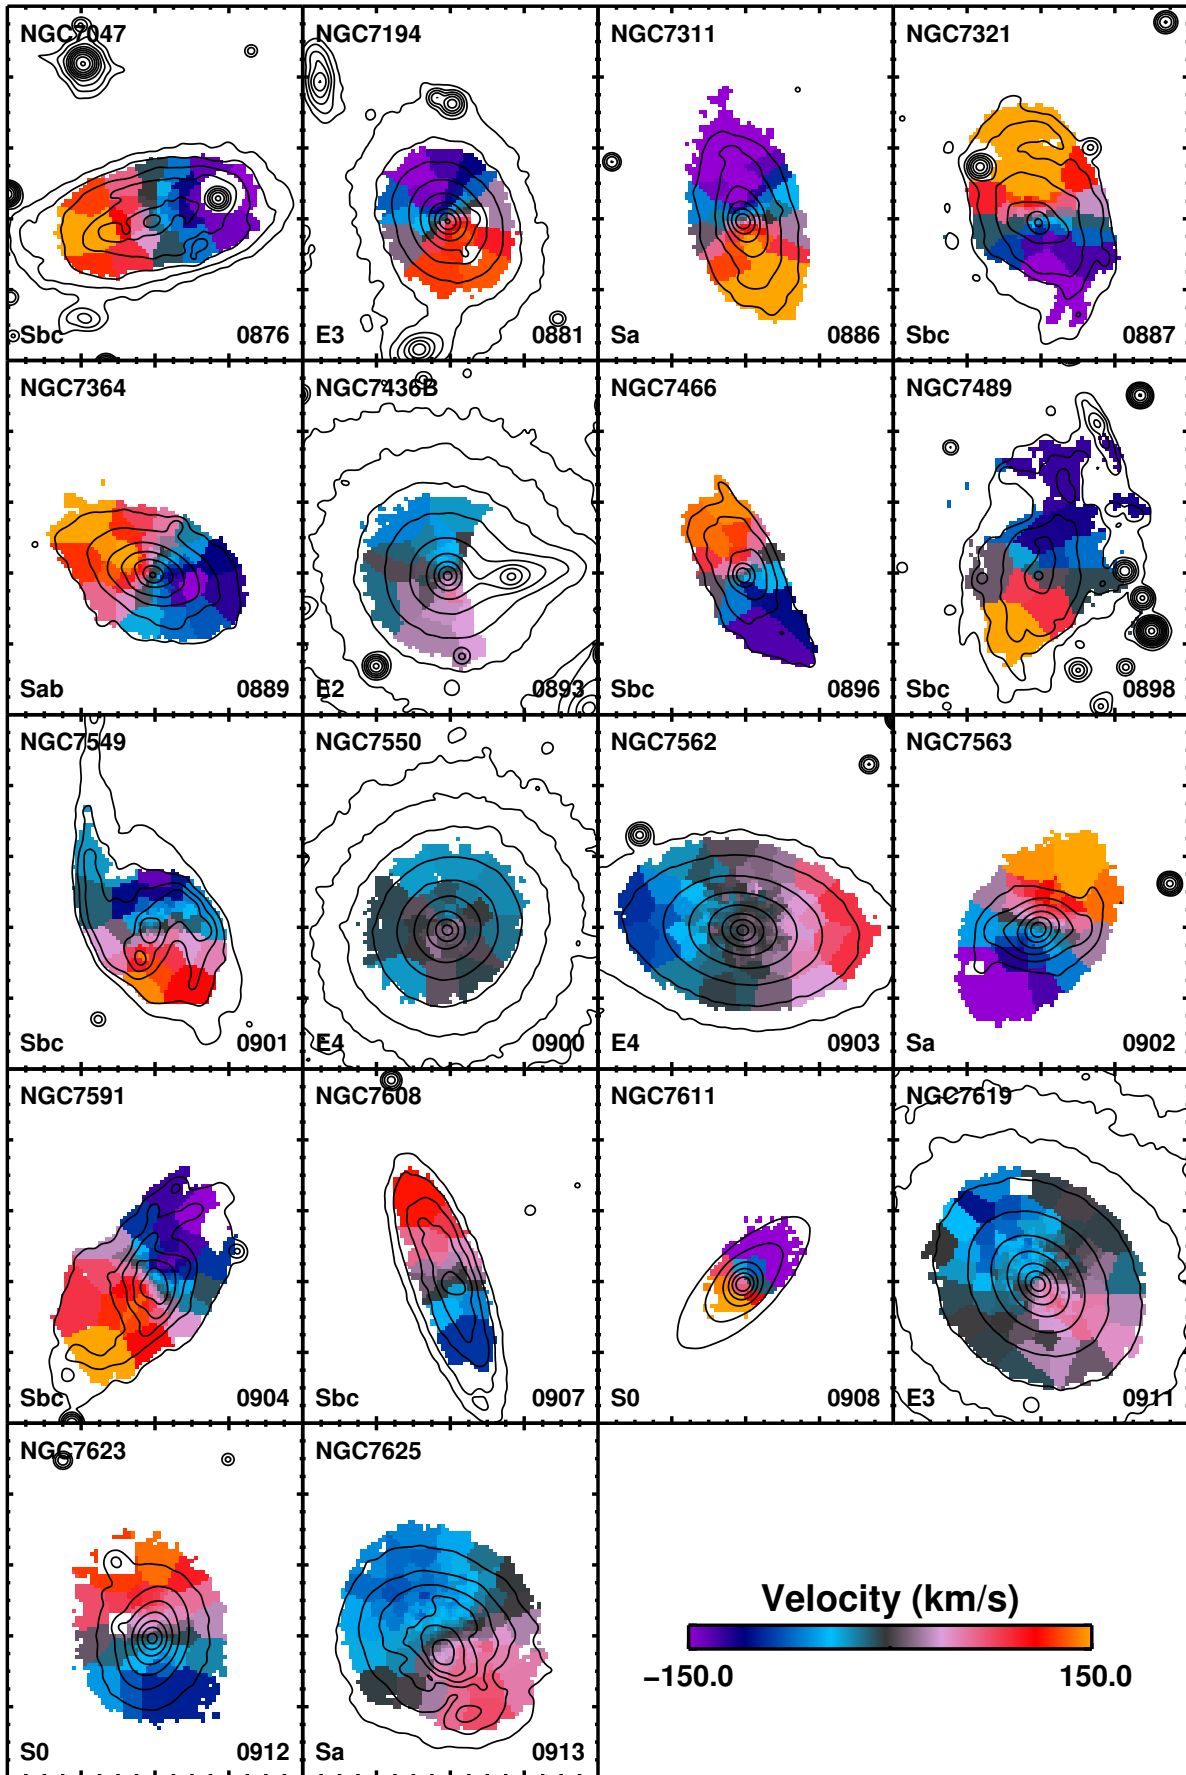 NGC7047 NGC7194 NGC7311 NGC7321
Sbc 0876 E3 0881 Sa 0886 Sbc 0887
NGC7364 NGC7436B NGC7466 NGC7489
Sab 0889 E2 0893 Sbc 0896 Sbc 0898
NGC7549 NGC7550 NGC7562 NGC7563
Sbc 0901 E4 0900 E4 0903 Sa 0902
NGC7591 NGC7608 NGC7611 NGC7619
Sbc 0904 Sbc 0907 S0 0908 E3 0911
NGC7623 NGC7625
Velocity (km/s)
−150.0 150.0
S0 0912 Sa 0913